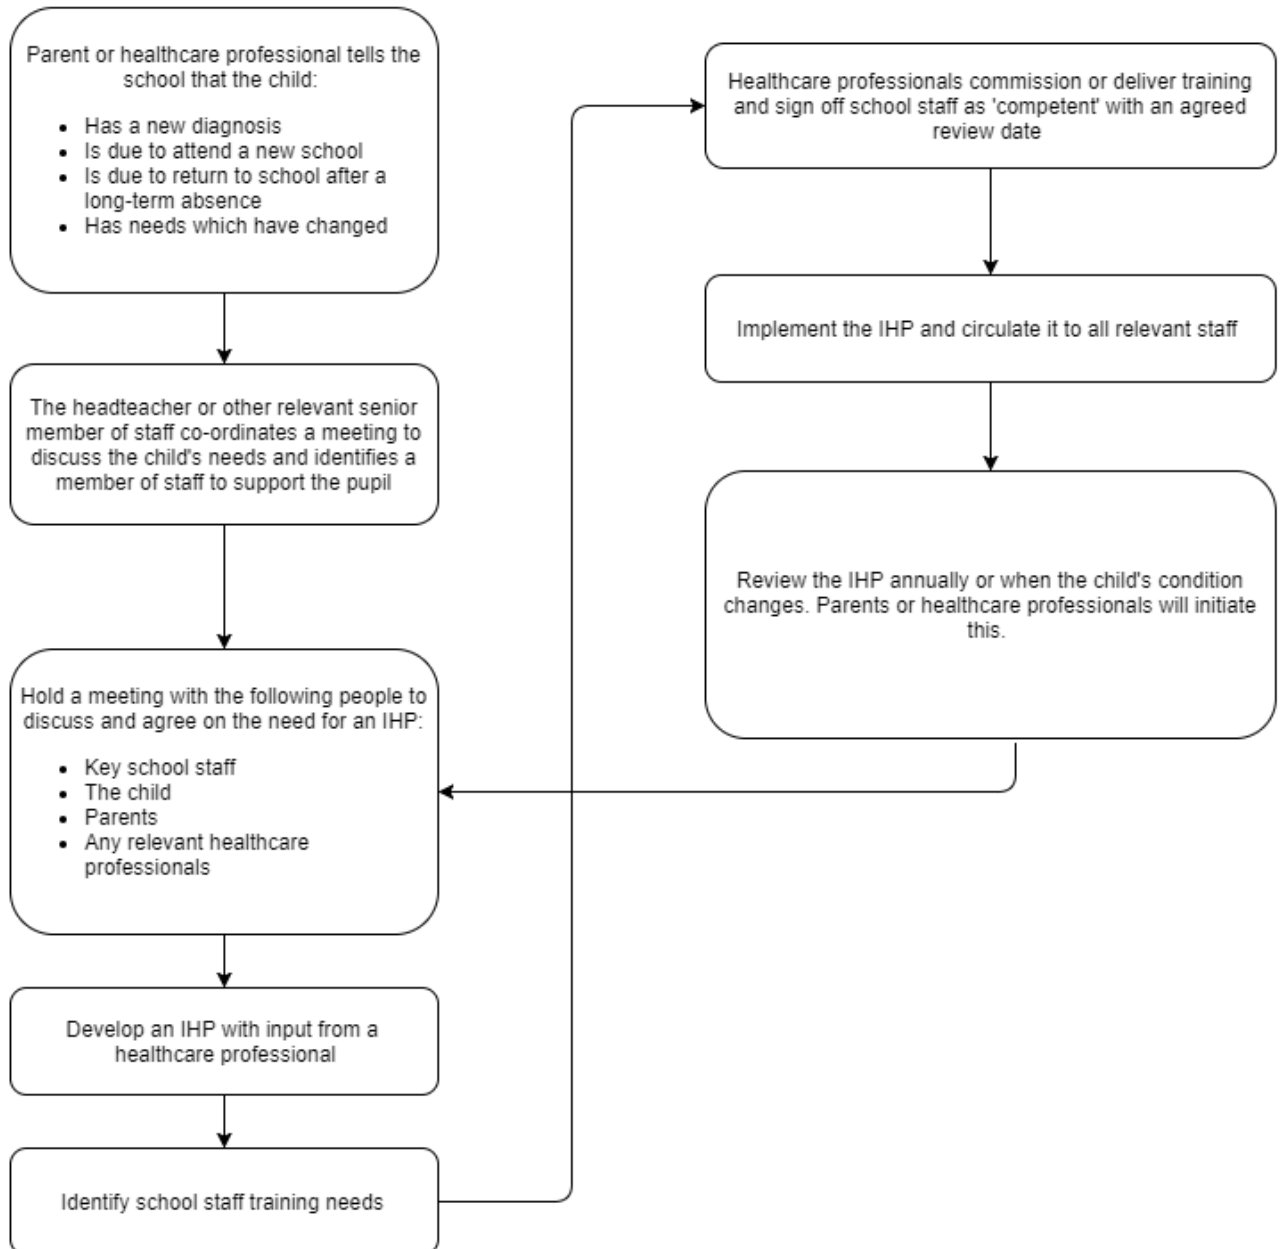 Parent or healthcare professional tells the
school that the child:
• Has a new diagnosis
• Is due to attend a new school
• Is due to return to school after a
long-term absence
• Has needs which have changed
The headteacher or other relevant senior
member of staff co-ordinates a meeting to
discuss the child's needs and identifies a
member of staff to support the pupil
Hold a meeting with the following people to
discuss and agree on the need for an IHP:
• Key school staff
• The child
• Parents
• Any relevant healthcare
professionals
Develop an IHP with input from a
healthcare professional
Identify school staff training needs
Healthcare professionals commission or deliver training
and sign off school staff as 'competent' with an agreed
review date
Implement the IHP and circulate it to all relevant staff
Review the IHP annually or when the child's condition
changes. Parents or healthcare professionals will initiate
this.